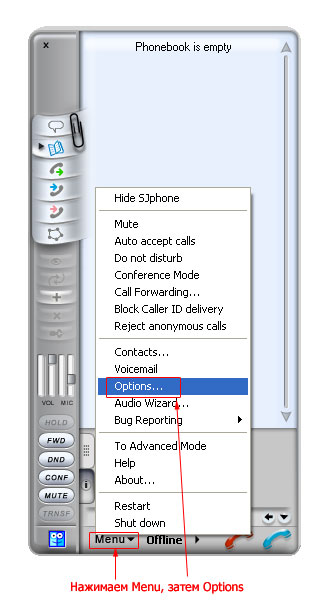 x
Phonebook is empty
Hide SJphone
Mute
Auto accept calls
Do not disturb
Conference Mode
Call Forwarding...
Block Caller ID delivery
Reject anonymous calls
Contacts...
Voicemail
Options...
Audio Wizard...
Bug Reporting
To Advanced Mode
Help
About...
Restart
Shut down
VOL MIC
HOLD
FWD
DND
CONF
MUTE
TRNSF
Menu Offline
Нажимаем Menu, затем Options